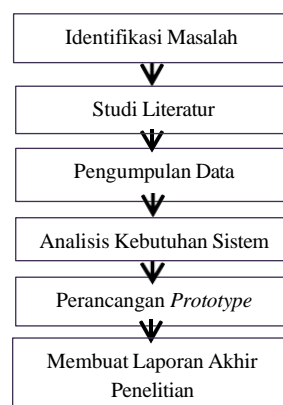 Identifikasi Masalah
Studi Literatur
Pengumpulan Data
Analisis Kebutuhan Sistem
Perancangan Prototype
Membuat Laporan Akhir
Penelitian